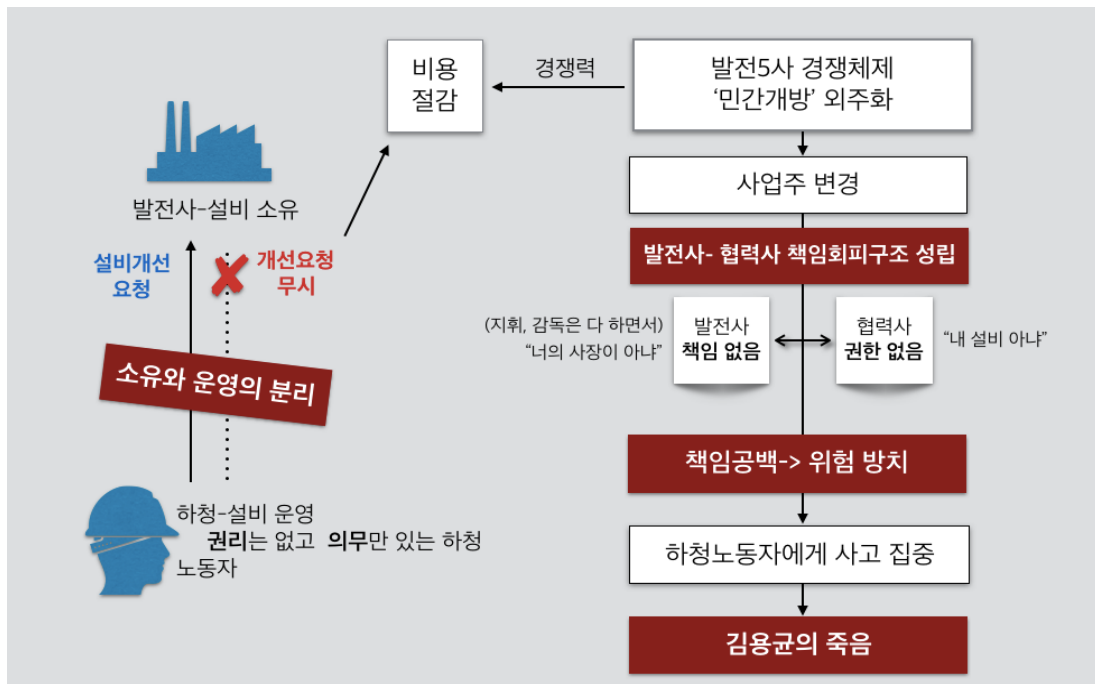 비용
절감
경쟁력
발전5사 경쟁체제
‘민간개방’ 외주화
사업주 변경
발전사- 협력사 책임회피구조 성립
(지휘, 감독은 다 하면서)
“너의 사장이 아냐”
발전사
책임 없음
협력사
권한 없음
“내 설비 아냐”
책임공백-> 위험 방치
하청노동자에게 사고 집중
김용균의 죽음
발전사-설비 소유
설비개선
요청
개선요청
무시
소유와 운영의 분리
하청-설비 운영
권리는 없고 의무만 있는 하청
노동자